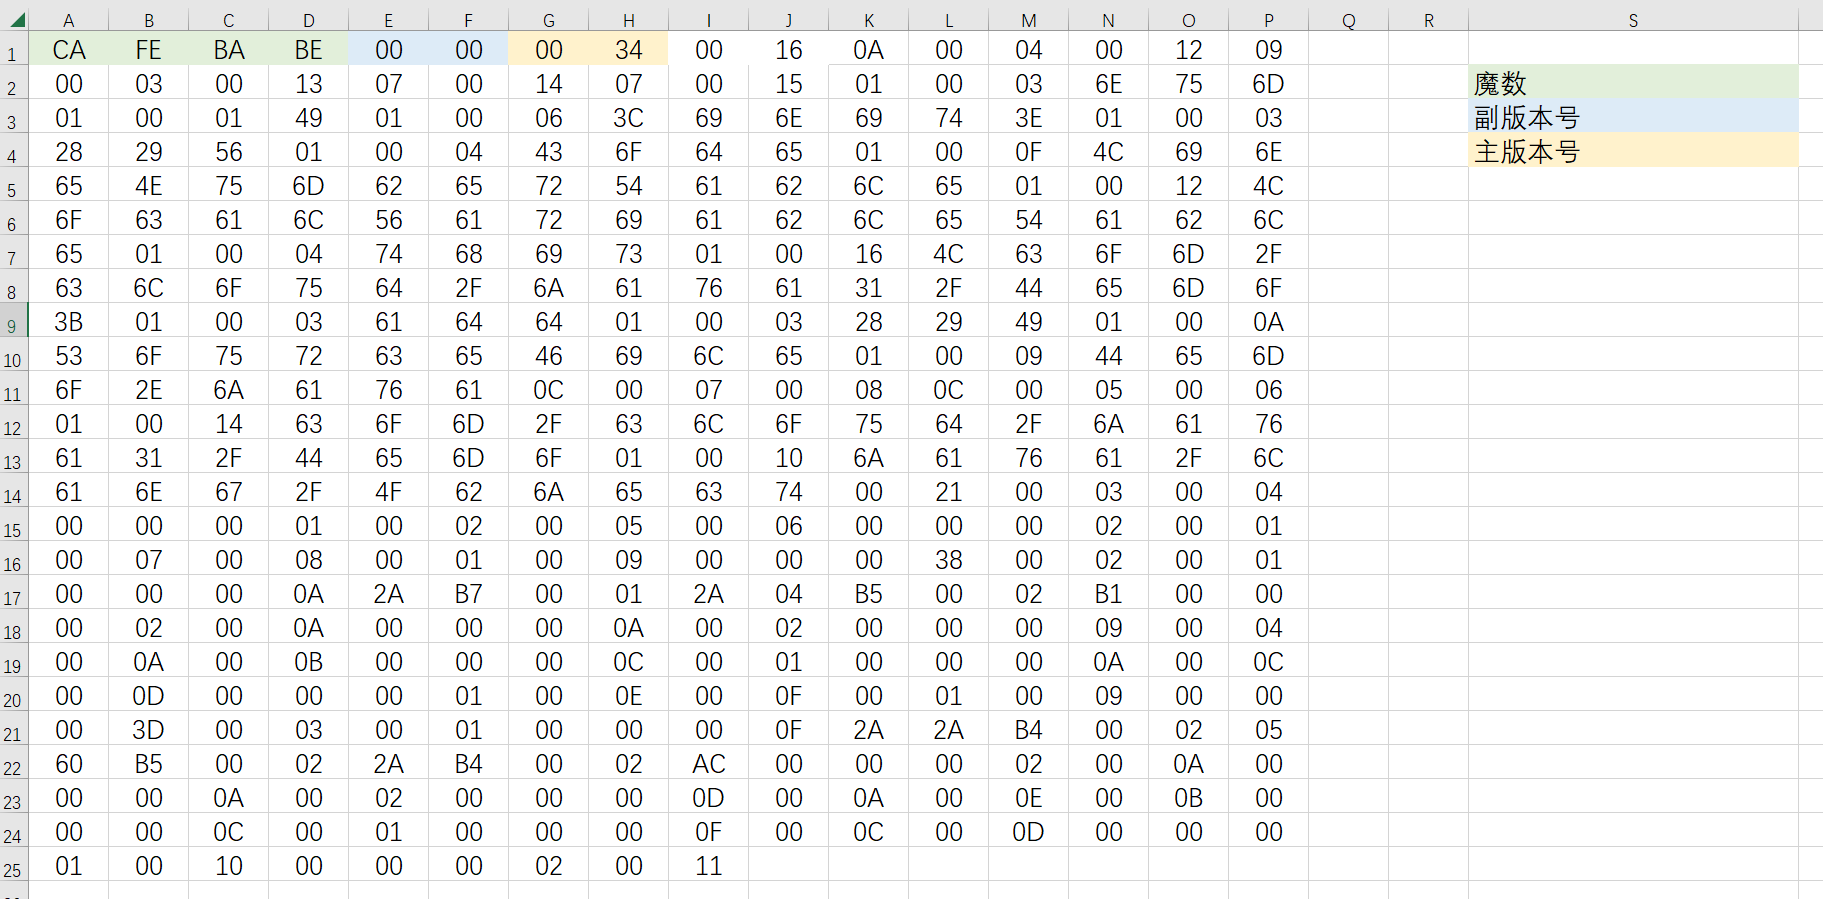 A B C D E F G H I J K L M N O P Q R S
1 CA FE BA BE 00 00 00 34 00 16 0A 00 04 00 12 09
2 00 03 00 13 07 00 14 07 00 15 01 00 03 6E 75 6D 魔数
3 01 00 01 49 01 00 06 3C 69 6E 69 74 3E 01 00 03 副版本号
4 28 29 56 01 00 04 43 6F 64 65 01 00 0F 4C 69 6E 主版本号
5 65 4E 75 6D 62 65 72 54 61 62 6C 65 01 00 12 4C
6 6F 63 61 6C 56 61 72 69 61 62 6C 65 54 61 62 6C
7 65 01 00 04 74 68 69 73 01 00 16 4C 63 6F 6D 2F
8 63 6C 6F 75 64 2F 6A 61 76 61 31 2F 44 65 6D 6F
9 3B 01 00 03 61 64 64 01 00 03 28 29 49 01 00 0A
10 53 6F 75 72 63 65 46 69 6C 65 01 00 09 44 65 6D
11 6F 2E 6A 61 76 61 0C 00 07 00 08 0C 00 05 00 06
12 01 00 14 63 6F 6D 2F 63 6C 6F 75 64 2F 6A 61 76
13 61 31 2F 44 65 6D 6F 01 00 10 6A 61 76 61 2F 6C
14 61 6E 67 2F 4F 62 6A 65 63 74 00 21 00 03 00 04
15 00 00 00 01 00 02 00 05 00 06 00 00 00 02 00 01
16 00 07 00 08 00 01 00 09 00 00 00 38 00 02 00 01
17 00 00 00 0A 2A B7 00 01 2A 04 B5 00 02 B1 00 00
18 00 02 00 0A 00 00 00 0A 00 02 00 00 00 09 00 04
19 00 0A 00 0B 00 00 00 0C 00 01 00 00 00 0A 00 0C
20 00 0D 00 00 00 01 00 0E 00 0F 00 01 00 09 00 00
21 00 3D 00 03 00 01 00 00 00 0F 2A 2A B4 00 02 05
22 60 B5 00 02 2A B4 00 02 AC 00 00 00 02 00 0A 00
23 00 00 0A 00 02 00 00 00 0D 00 0A 00 0E 00 0B 00
24 00 00 0C 00 01 00 00 00 0F 00 0C 00 0D 00 00 00
25 01 00 10 00 00 00 02 00 11